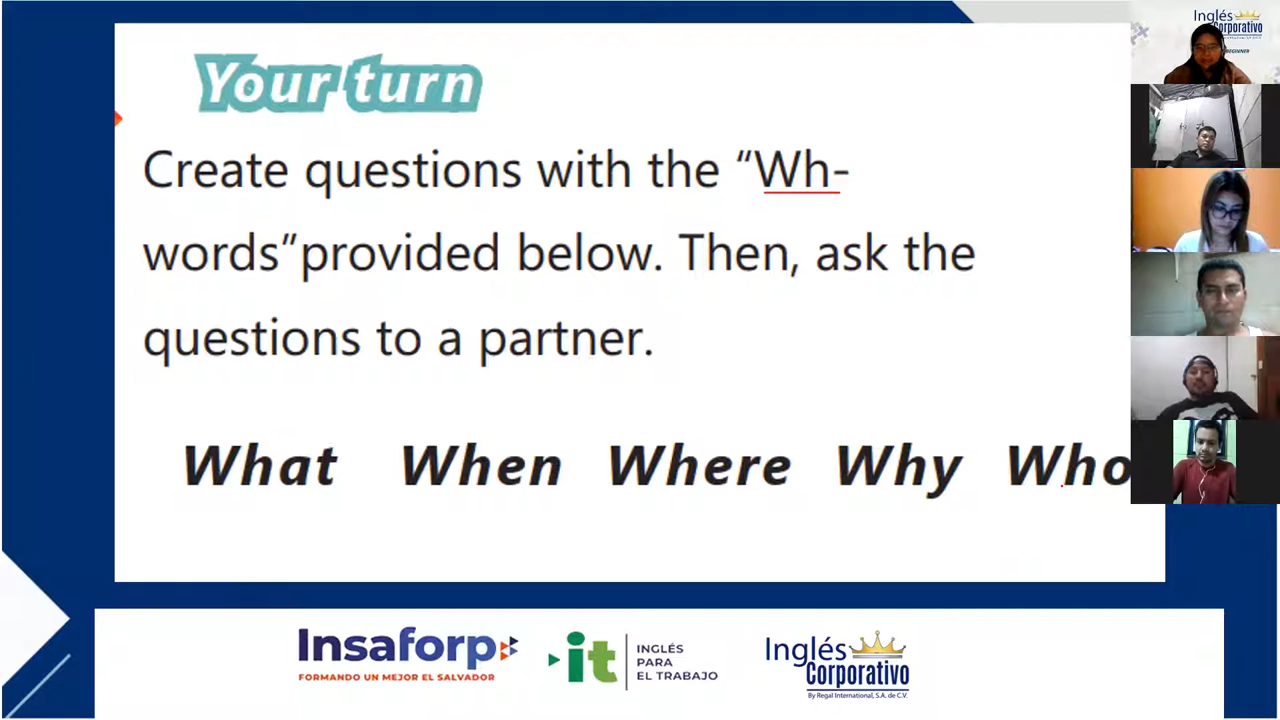 Your turn
Create questions with the “Wh-
words”provided below. Then, ask the
questions to a partner.
What When Where Why Who
Insaforp
FORMANDO UN MEJOR EL SALVADOR
it
INGLÉS
PARA
EL TRABAJO
Inglés
Corporativo
By Regal International, S.A. de C.V.
Inglés
Corporativo
BEGINNER